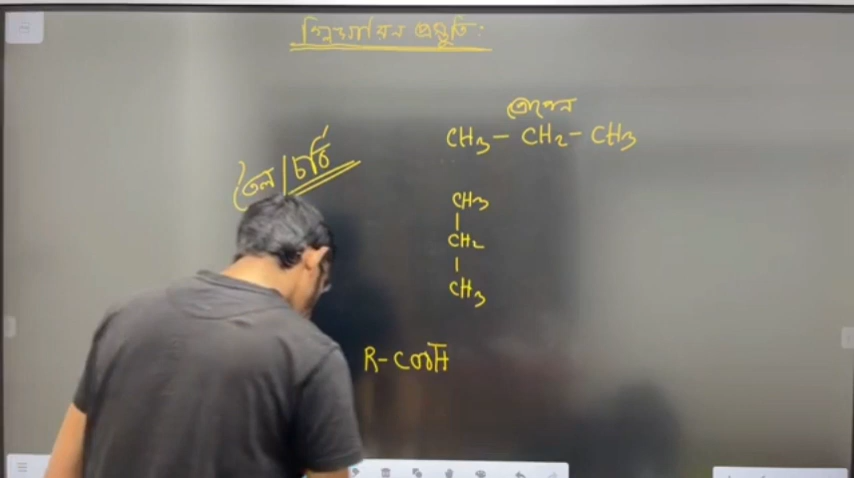 গ্লিসারিন প্রস্তুতি:
প্রোপেন
CH3 - CH2 - CH3
তেল/চর্বি
CH3
|
CH2
|
CH3
R-COOH